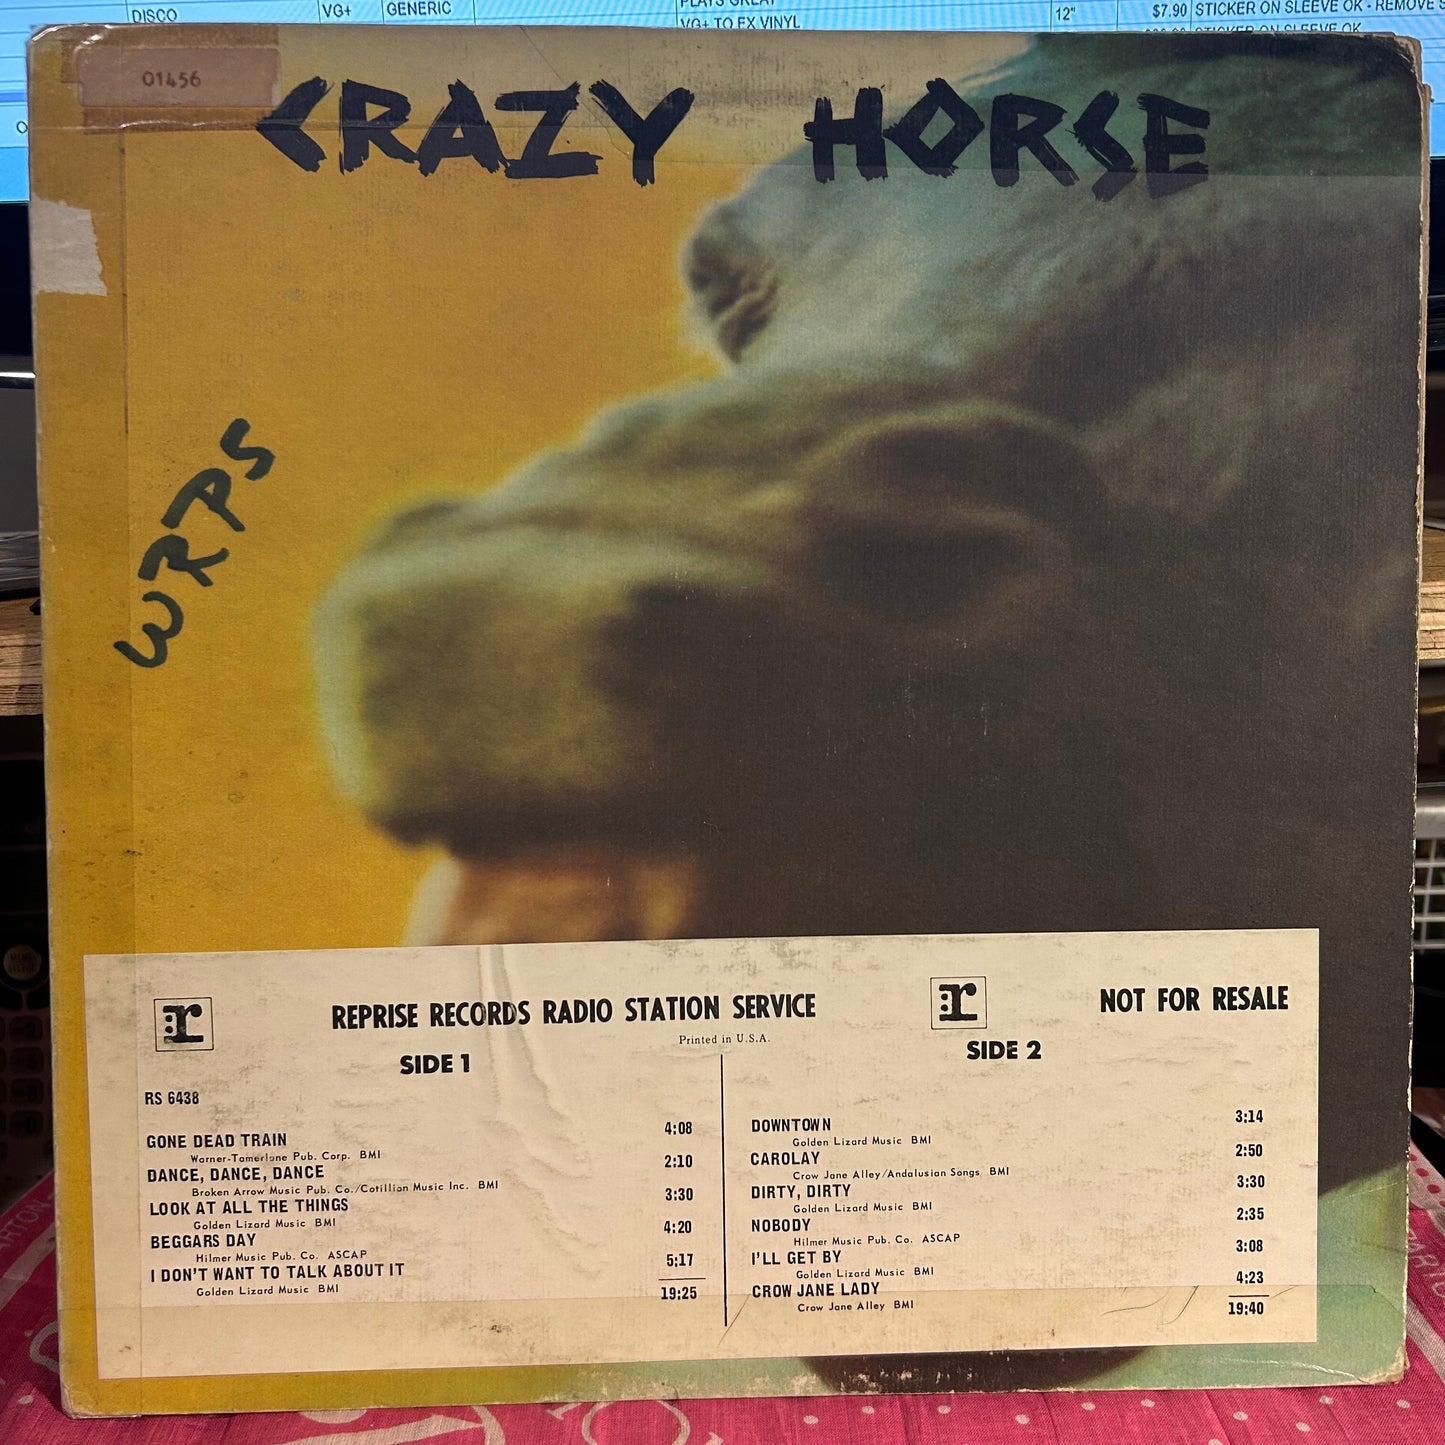 DISCO VG+ GENERIC PLAYS GREAT
VG+ TO EX VINYL 12" $7.90 STICKER ON SLEEVE OK - REMOVE
STICKER ON SLEEVE OK
01456
CRAZY HORSE
WRPS
r REPRISE RECORDS RADIO STATION SERVICE r NOT FOR RESALE
Printed in U.S.A.
SIDE 1
RS 6438
GONE DEAD TRAIN 4:08
Warner-Tamerlane Pub. Corp. BMI
DANCE, DANCE, DANCE 2:10
Broken Arrow Music Pub. Co./Cotillion Music Inc. BMI
LOOK AT ALL THE THINGS 3:30
Golden Lizard Music BMI
BEGGARS DAY 4:20
Hilmer Music Pub. Co. ASCAP
I DON'T WANT TO TALK ABOUT IT 5:17
Golden Lizard Music BMI
19:25
SIDE 2
DOWNTOWN 3:14
Golden Lizard Music BMI
CAROLAY 2:50
Crow Jane Alley/Andalusian Songs BMI
DIRTY, DIRTY 3:30
Golden Lizard Music BMI
NOBODY 2:35
Hilmer Music Pub. Co. ASCAP
I'LL GET BY 3:08
Golden Lizard Music BMI
CROW JANE LADY 4:23
Crow Jane Alley BMI
19:40